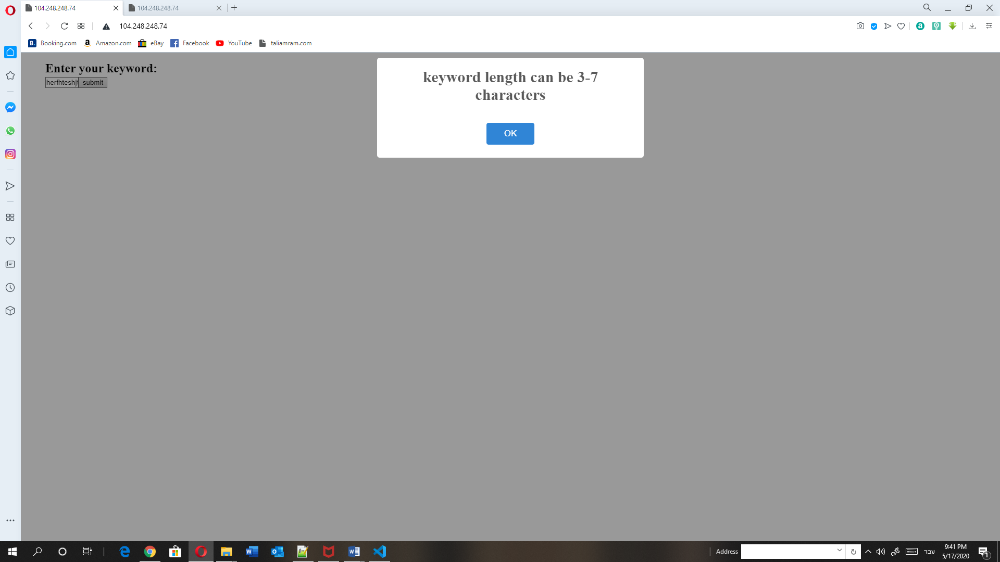 104.248.248.74
104.248.248.74
104.248.248.74
Booking.com
Amazon.com
eBay
Facebook
YouTube
taliamram.com
Enter your keyword:
submit
keyword length can be 3-7
characters
OK
Address
עבר
9:41 PM
5/17/2020
1